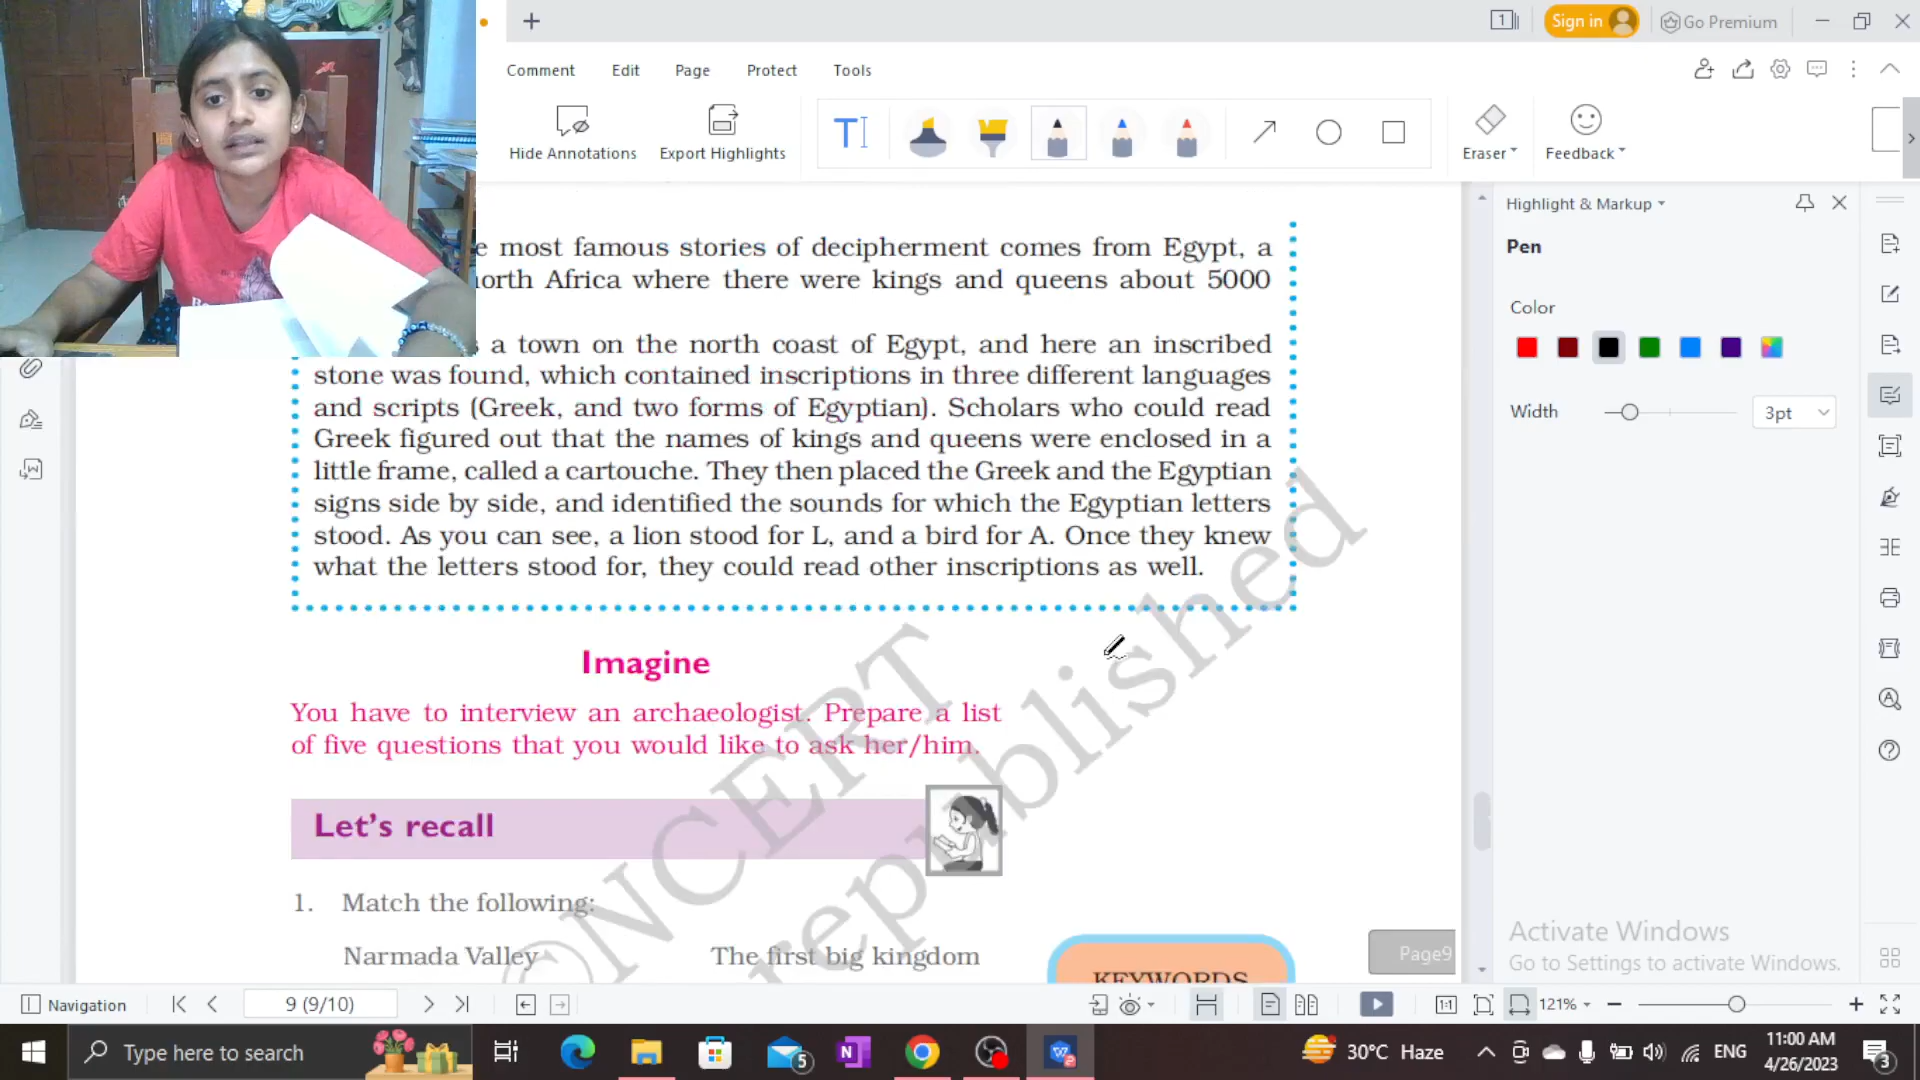 Sign in
Go Premium
Comment
Edit
Page
Protect
Tools
Hide Annotations
Export Highlights
Eraser
Feedback
Highlight & Markup
Pen
Color
Width
3pt
e most famous stories of decipherment comes from Egypt, a
orth Africa where there were kings and queens about 5000
a town on the north coast of Egypt, and here an inscribed
stone was found, which contained inscriptions in three different languages
and scripts (Greek, and two forms of Egyptian). Scholars who could read
Greek figured out that the names of kings and queens were enclosed in a
little frame, called a cartouche. They then placed the Greek and the Egyptian
signs side by side, and identified the sounds for which the Egyptian letters
stood. As you can see, a lion stood for L, and a bird for A. Once they knew
what the letters stood for, they could read other inscriptions as well.
Imagine
You have to interview an archaeologist. Prepare a list
of five questions that you would like to ask her/him.
Let's recall
1. Match the following:
Narmada Valley The first big kingdom
KEYWORDS
©NCERT
republished
Page9
Activate Windows
Go to Settings to activate Windows.
Navigation
9 (9/10)
1:1
121%
Type here to search
5
30°C Haze
ENG
11:00 AM
4/26/2023
3